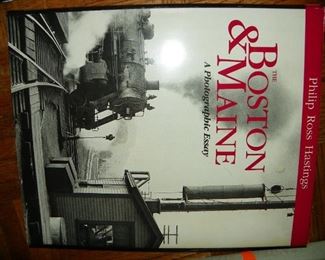 Philip Ross Hastings
THE
BOSTON
& MAINE
A Photographic Essay